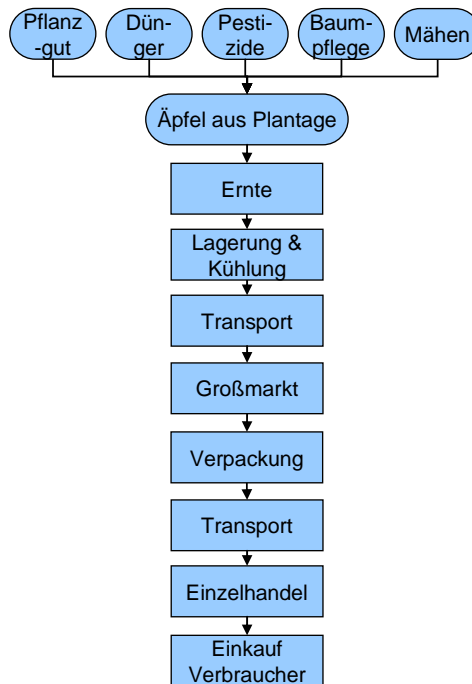 Pflanz
-gut
Dün-
ger
Pesti-
zide
Baum-
pflege
Mähen
Äpfel aus Plantage
Ernte
Lagerung &
Kühlung
Transport
Großmarkt
Verpackung
Transport
Einzelhandel
Einkauf
Verbraucher